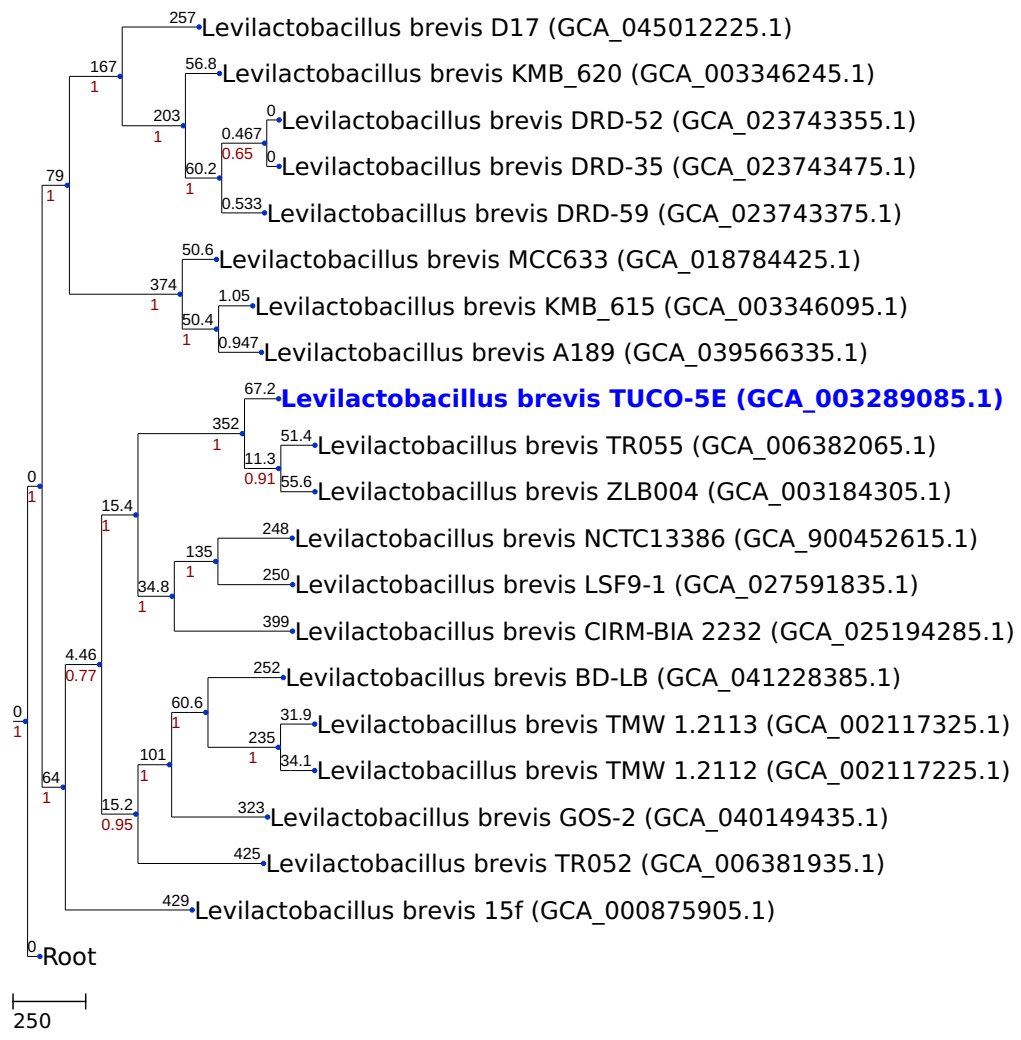 257
Levilactobacillus brevis D17 (GCA_045012225.1)
167
1
56.8
Levilactobacillus brevis KMB_620 (GCA_003346245.1)
203
1
0
Levilactobacillus brevis DRD-52 (GCA_023743355.1)
0.467
0.65
0
Levilactobacillus brevis DRD-35 (GCA_023743475.1)
60.2
1
79
1
0.533
Levilactobacillus brevis DRD-59 (GCA_023743375.1)
50.6
Levilactobacillus brevis MCC633 (GCA_018784425.1)
374
1
1.05
Levilactobacillus brevis KMB_615 (GCA_003346095.1)
50.4
1
0.947
Levilactobacillus brevis A189 (GCA_039566335.1)
67.2
Levilactobacillus brevis TUCO-5E (GCA_003289085.1)
352
1
51.4
Levilactobacillus brevis TR055 (GCA_006382065.1)
11.3
0.91
0
1
55.6
Levilactobacillus brevis ZLB004 (GCA_003184305.1)
15.4
1
248
Levilactobacillus brevis NCTC13386 (GCA_900452615.1)
135
1
250
Levilactobacillus brevis LSF9-1 (GCA_027591835.1)
34.8
1
399
Levilactobacillus brevis CIRM-BIA 2232 (GCA_025194285.1)
4.46
0.77
252
Levilactobacillus brevis BD-LB (GCA_041228385.1)
60.6
1
0
1
31.9
Levilactobacillus brevis TMW 1.2113 (GCA_002117325.1)
235
1
101
1
34.1
Levilactobacillus brevis TMW 1.2112 (GCA_002117225.1)
64
1
15.2
0.95
323
Levilactobacillus brevis GOS-2 (GCA_040149435.1)
425
Levilactobacillus brevis TR052 (GCA_006381935.1)
429
Levilactobacillus brevis 15f (GCA_000875905.1)
0
Root
250